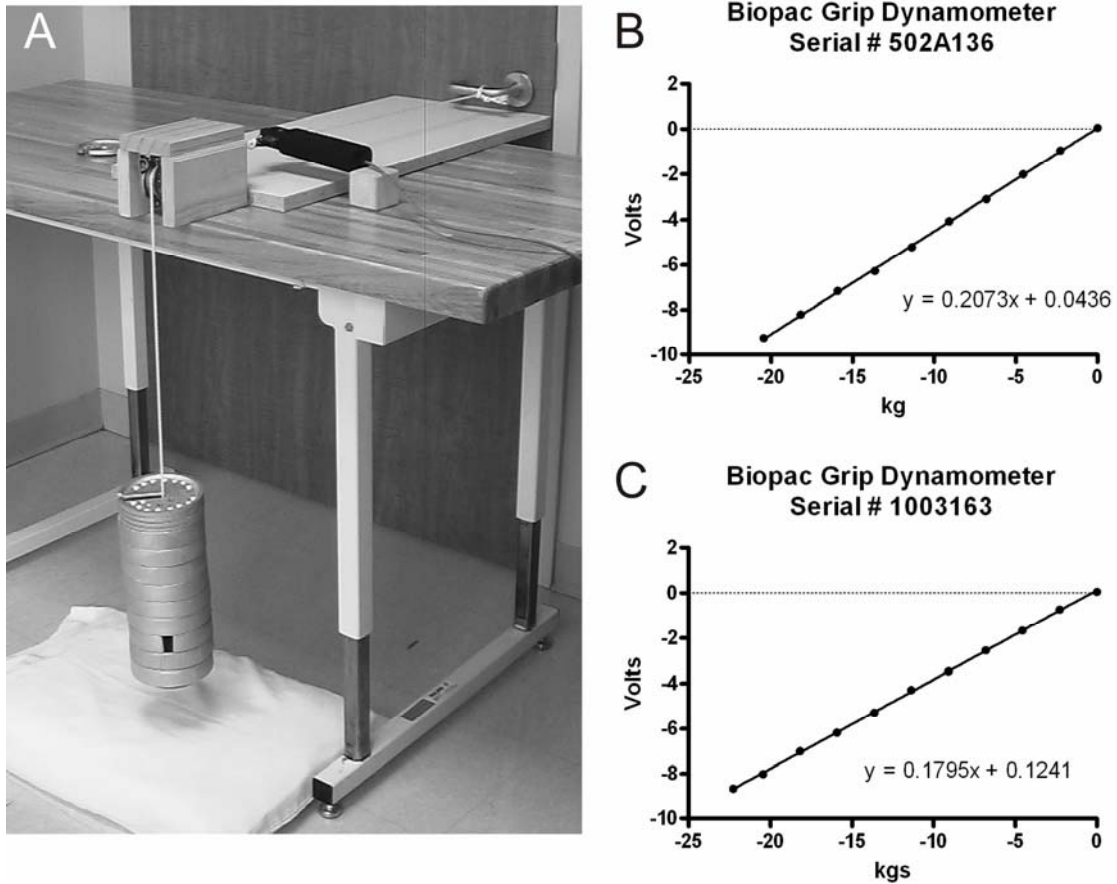 A
B
Biopac Grip Dynamometer
Serial # 502A136
2
0
-2
-4
-6
-8
-10
Volts
y = 0.2073x + 0.0436
-25 -20 -15 -10 -5 0
kg
C
Biopac Grip Dynamometer
Serial # 1003163
2
0
-2
-4
-6
-8
-10
Volts
y = 0.1795x + 0.1241
-25 -20 -15 -10 -5 0
kgs